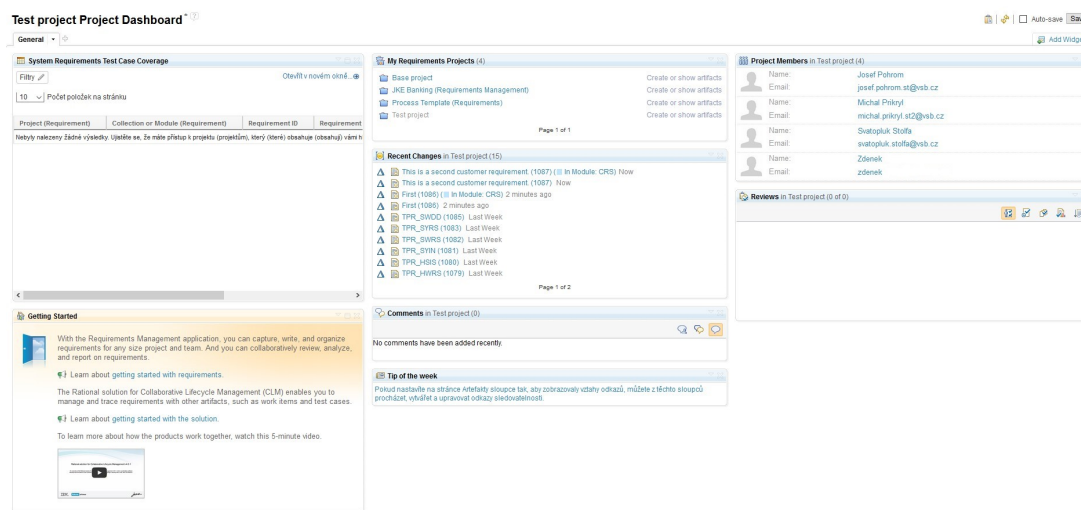 Test project Project Dashboard
Auto-save
General
Add Widge
System Requirements Test Case Coverage
Filtry
Otevřít v novém okně...
10 Počet položek na stránku
Project (Requirement) Collection or Module (Requirement) Requirement ID Requirement
Nebyly nalezeny žádné výsledky. Ujistěte se, že máte přístup k projektu (projektům), který (které) obsahuje (obsahují) vámi h
Getting Started
With the Requirements Management application, you can capture, write, and organize
requirements for any size project and team. And you can collaboratively review, analyze,
and report on requirements.
Learn about getting started with requirements.
The Rational solution for Collaborative Lifecycle Management (CLM) enables you to
manage and trace requirements with other artifacts, such as work items and test cases.
Learn about getting started with the solution.
To learn more about how the products work together, watch this 5-minute video.
My Requirements Projects (4)
Base project Create or show artifacts
JKE Banking (Requirements Management) Create or show artifacts
Process Template (Requirements) Create or show artifacts
Test project Create or show artifacts
Page 1 of 1
Recent Changes in Test project (15)
This is a second customer requirement. (1087) ( In Module: CRS) Now
This is a second customer requirement. (1087) Now
First (1086) ( In Module: CRS) 2 minutes ago
First (1086) 2 minutes ago
TPR_SWDD (1085) Last Week
TPR_SYRS (1083) Last Week
TPR_SWRS (1082) Last Week
TPR_SYIN (1081) Last Week
TPR_HSIS (1080) Last Week
TPR_HWRS (1079) Last Week
Page 1 of 2
Comments in Test project (0)
No comments have been added recently.
Tip of the week
Pokud nastavíte na stránce Artefakty sloupce tak, aby zobrazovaly vztahy odkazů, můžete z těchto sloupců
procházet, vytvářet a upravovat odkazy sledovatelnosti.
Project Members in Test project (4)
Name: Josef Pohrom
Email: josef.pohrom.st@vsb.cz
Name: Michal Prikryl
Email: michal.prikryl.st2@vsb.cz
Name: Svatopluk Stolfa
Email: svatopluk.stolfa@vsb.cz
Name: Zdenek
Email: zdenek
Reviews in Test project (0 of 0)